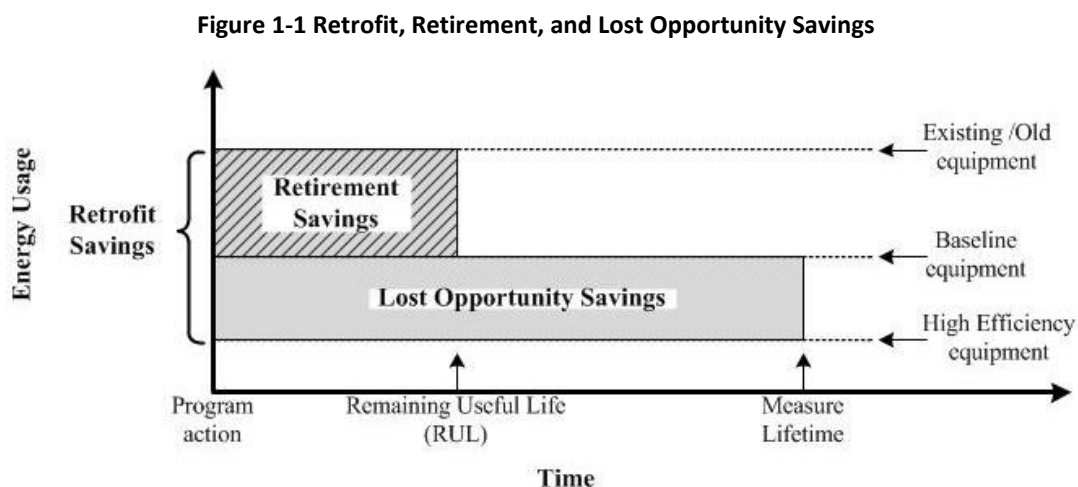 Figure 1-1 Retrofit, Retirement, and Lost Opportunity Savings
Energy Usage
Retrofit
Savings
Retirement
Savings
Lost Opportunity Savings
Existing /Old
equipment
Baseline
equipment
High Efficiency
equipment
Program
action
Remaining Useful Life
(RUL)
Measure
Lifetime
Time